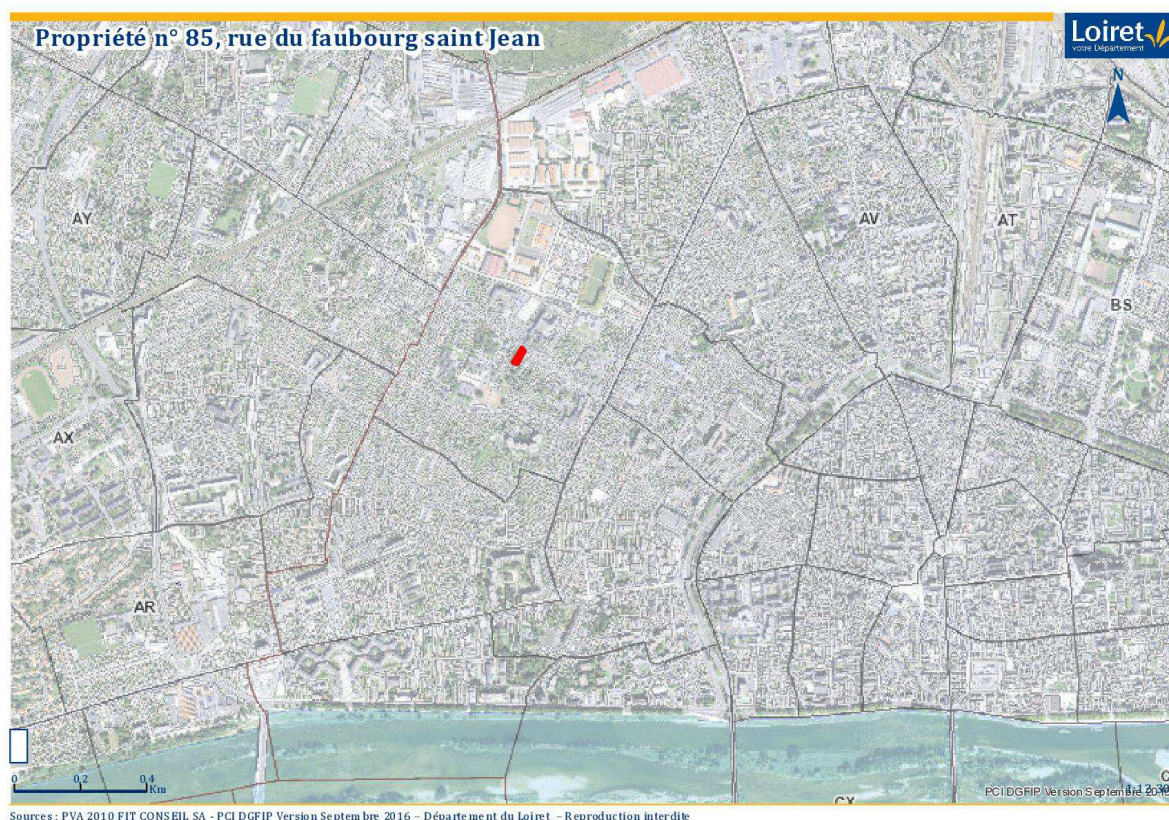 Propriété n° 85, rue du faubourg saint Jean
Loiret
votre Département
N
AY
AV
AT
BS
AX
AR
0
0,2
0,4
Km
CX
PCI DGFIP Version Septembre
Sources : PVA 2010 FIT CONSEIL SA - PCI DGFIP Version Septembre 2016 – Département du Loiret – Reproduction interdite